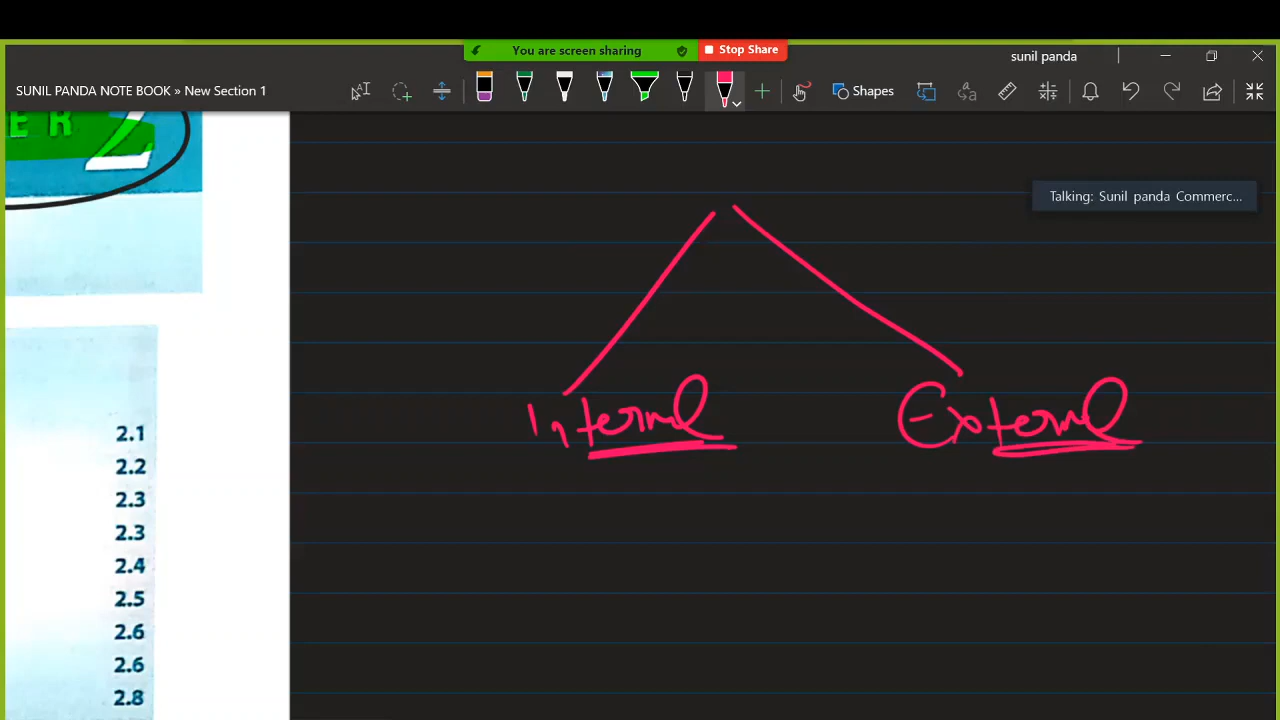 You are screen sharing
Stop Share
sunil panda
SUNIL PANDA NOTE BOOK » New Section 1
Shapes
E R 2
Talking: Sunil panda Commerc...
Internal External
2.1
2.2
2.3
2.3
2.4
2.5
2.6
2.6
2.8